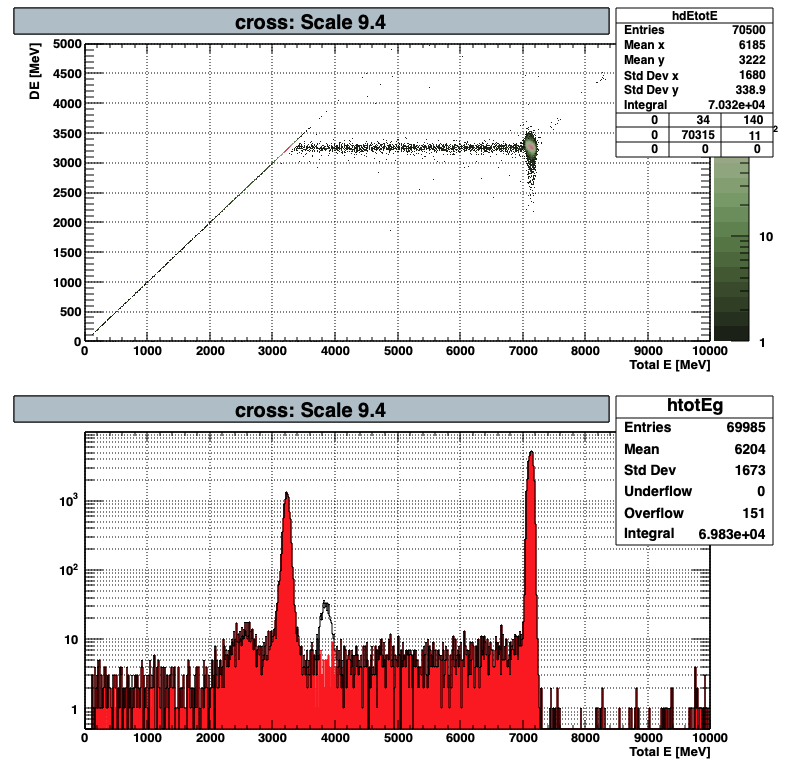 cross: Scale 9.4
hdEtotE
Entries 70500
Mean x 6185
Mean y 3222
Std Dev x 1680
Std Dev y 338.9
Integral 7.032e+04
0 34 140
0 70315 11
0 0 0
2
DE [MeV]
5000
4500
4000
3500
3000
2500
2000
1500
1000
500
0
10
1
0 1000 2000 3000 4000 5000 6000 7000 8000 9000 10000
Total E [MeV]
cross: Scale 9.4
htotEg
Entries 69985
Mean 6204
Std Dev 1673
Underflow 0
Overflow 151
Integral 6.983e+04
10³
10²
10
1
0 1000 2000 3000 4000 5000 6000 7000 8000 9000 10000
Total E [MeV]